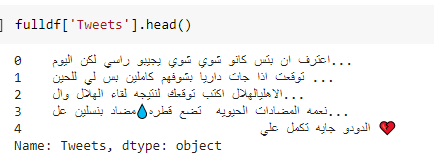 ] fulldf['Tweets'].head()
0 اعترف ان بتس كانو شوي شوي يجيبو راسي لكن اليوم...
1 توقعت اذا جات داريا بشوفهم كاملين بس لي للحين ...
2 الاهليالهلال اكتب توقعك لنتيجه لقاء الهلال وال...
3 نعمه المضادات الحيويه تضع قطره💧مضاد بنسلين عل...
4 الدودو جايه تكمل علي 💔
Name: Tweets, dtype: object